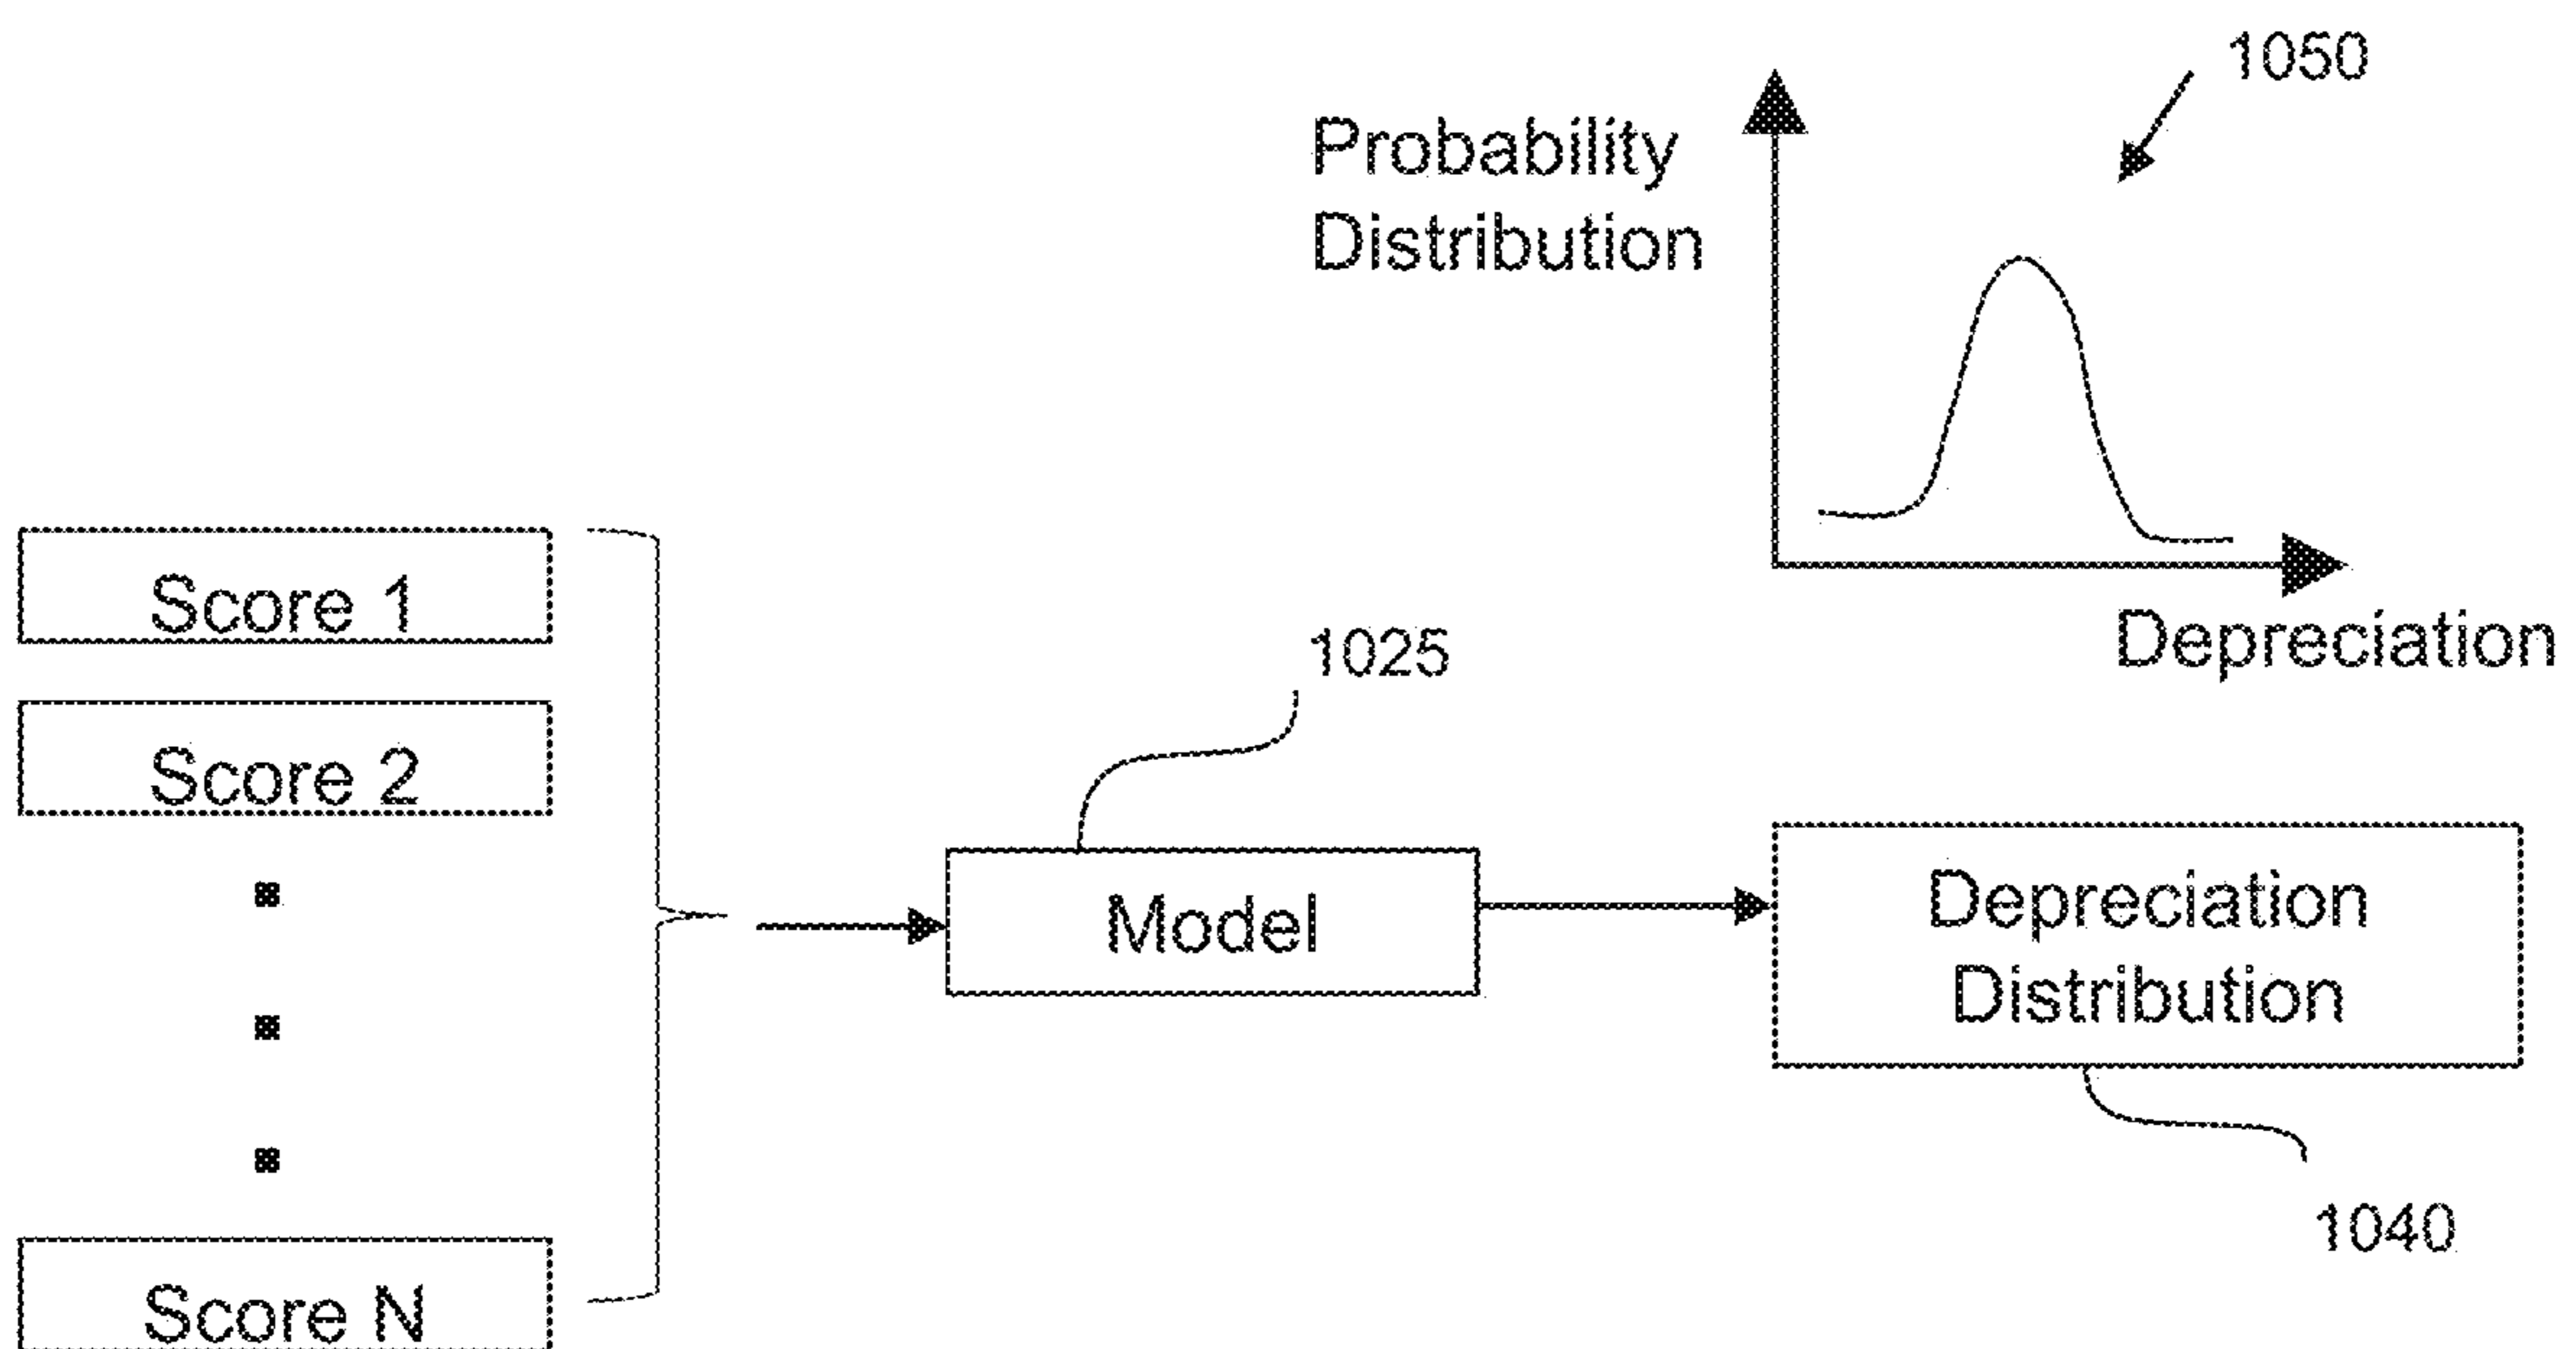 1050
Probability
Distribution
Depreciation
Score 1
Score 2
Score N
1025
Model
Depreciation
Distribution
1040